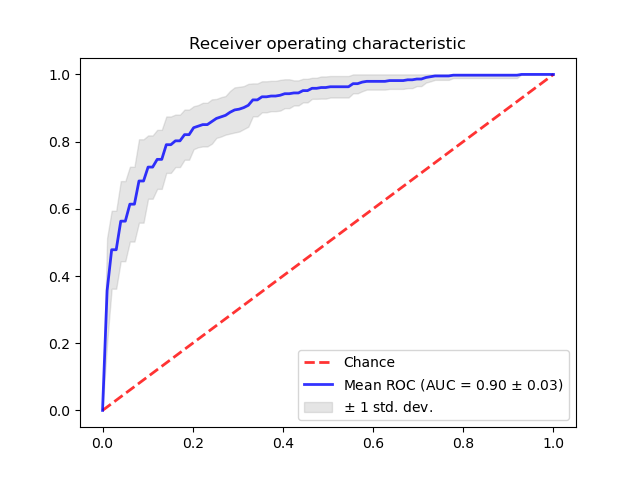 Receiver operating characteristic
1.0
0.8
0.6
0.4
0.2
0.0
Chance
Mean ROC (AUC = 0.90 ± 0.03)
± 1 std. dev.
0.0 0.2 0.4 0.6 0.8 1.0